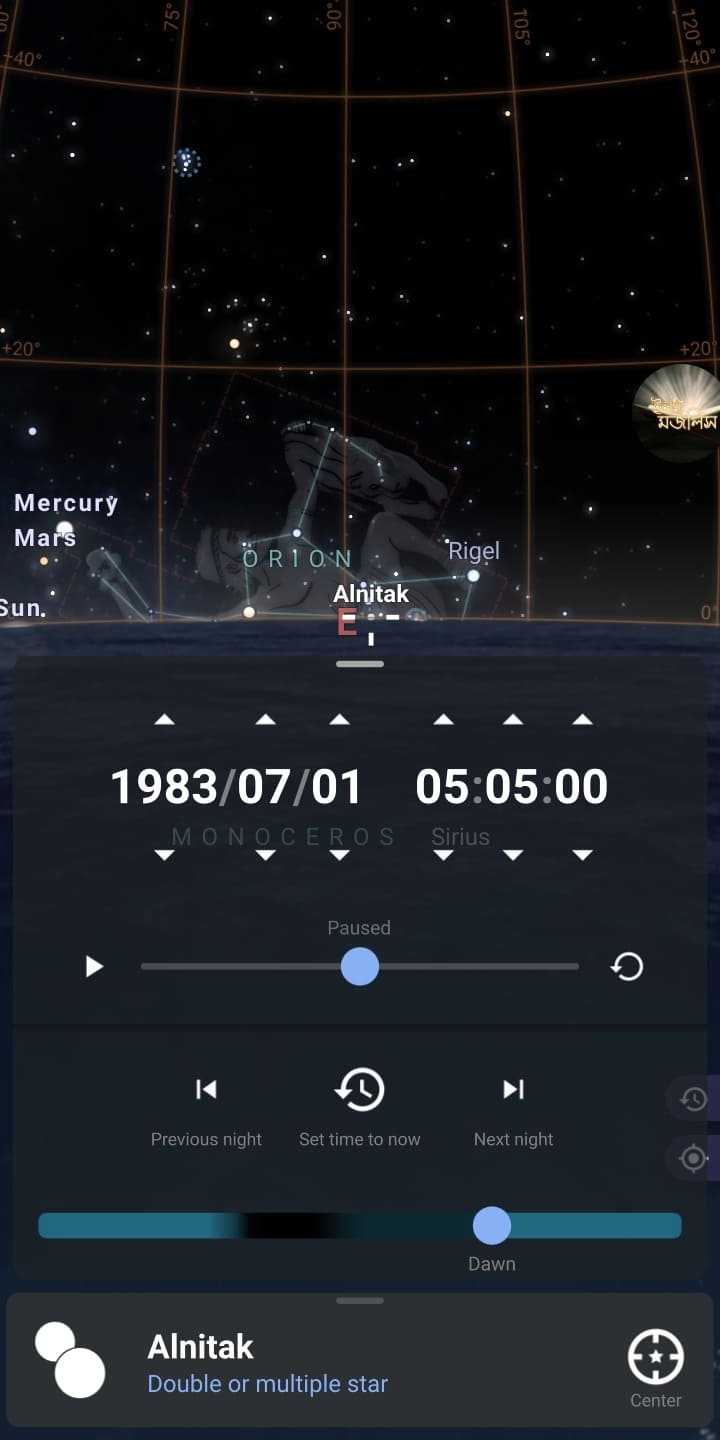 75°
90°
105°
120°
+40°
+40°
+20°
+20°
মজলিস
Mercury
Mars
ORION
Rigel
Sun
Alnitak
0°
E
1983/07/01 05:05:00
MONOCEROS Sirius
Paused
Previous night
Set time to now
Next night
Dawn
Alnitak
Double or multiple star
Center